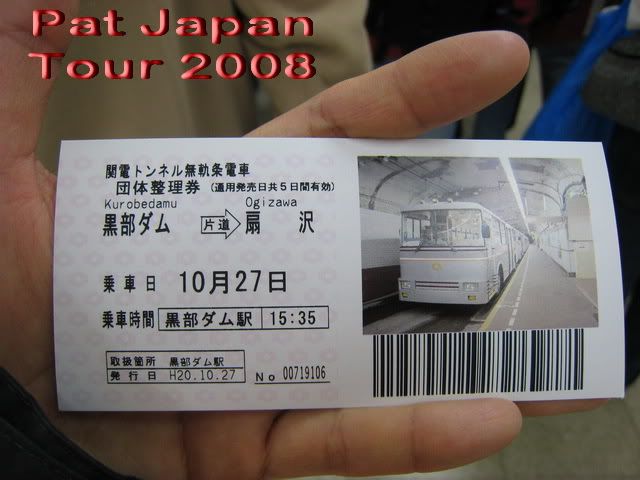 Pat Japan
Tour 2008
関電トンネル無軌条電車
団体整理券 (通用発売日共5日間有効)
Kurobedamu Ogizawa
黒部ダム 片道 扇沢
乗車日 10月27日
乗車時間 黒部ダム駅 15:35
取扱箇所 黒部ダム駅
発行日 H20.10.27 No 00719106